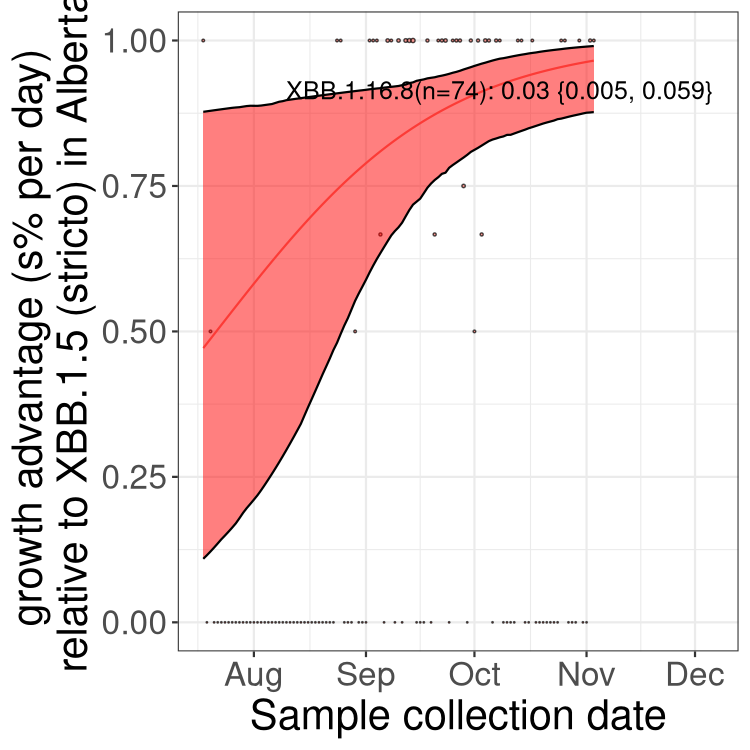 growth advantage (s% per day)
relative to XBB.1.5 (stricto) in Alberta
1.00
0.75
0.50
0.25
0.00
XBB.1.16.8(n=74): 0.03 {0.005, 0.059}
Aug Sep Oct Nov Dec
Sample collection date